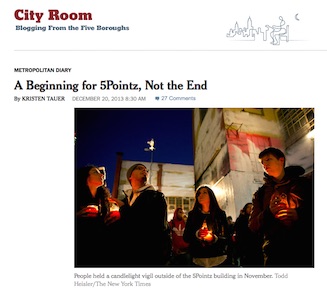 City Room
Blogging From the Five Boroughs
METROPOLITAN DIARY
A Beginning for 5Pointz, Not the End
By KRISTEN TAUER DECEMBER 20, 2013 8:30 AM 27 Comments
People held a candlelight vigil outside of the 5Pointz building in November. Todd
Heisler/The New York Times